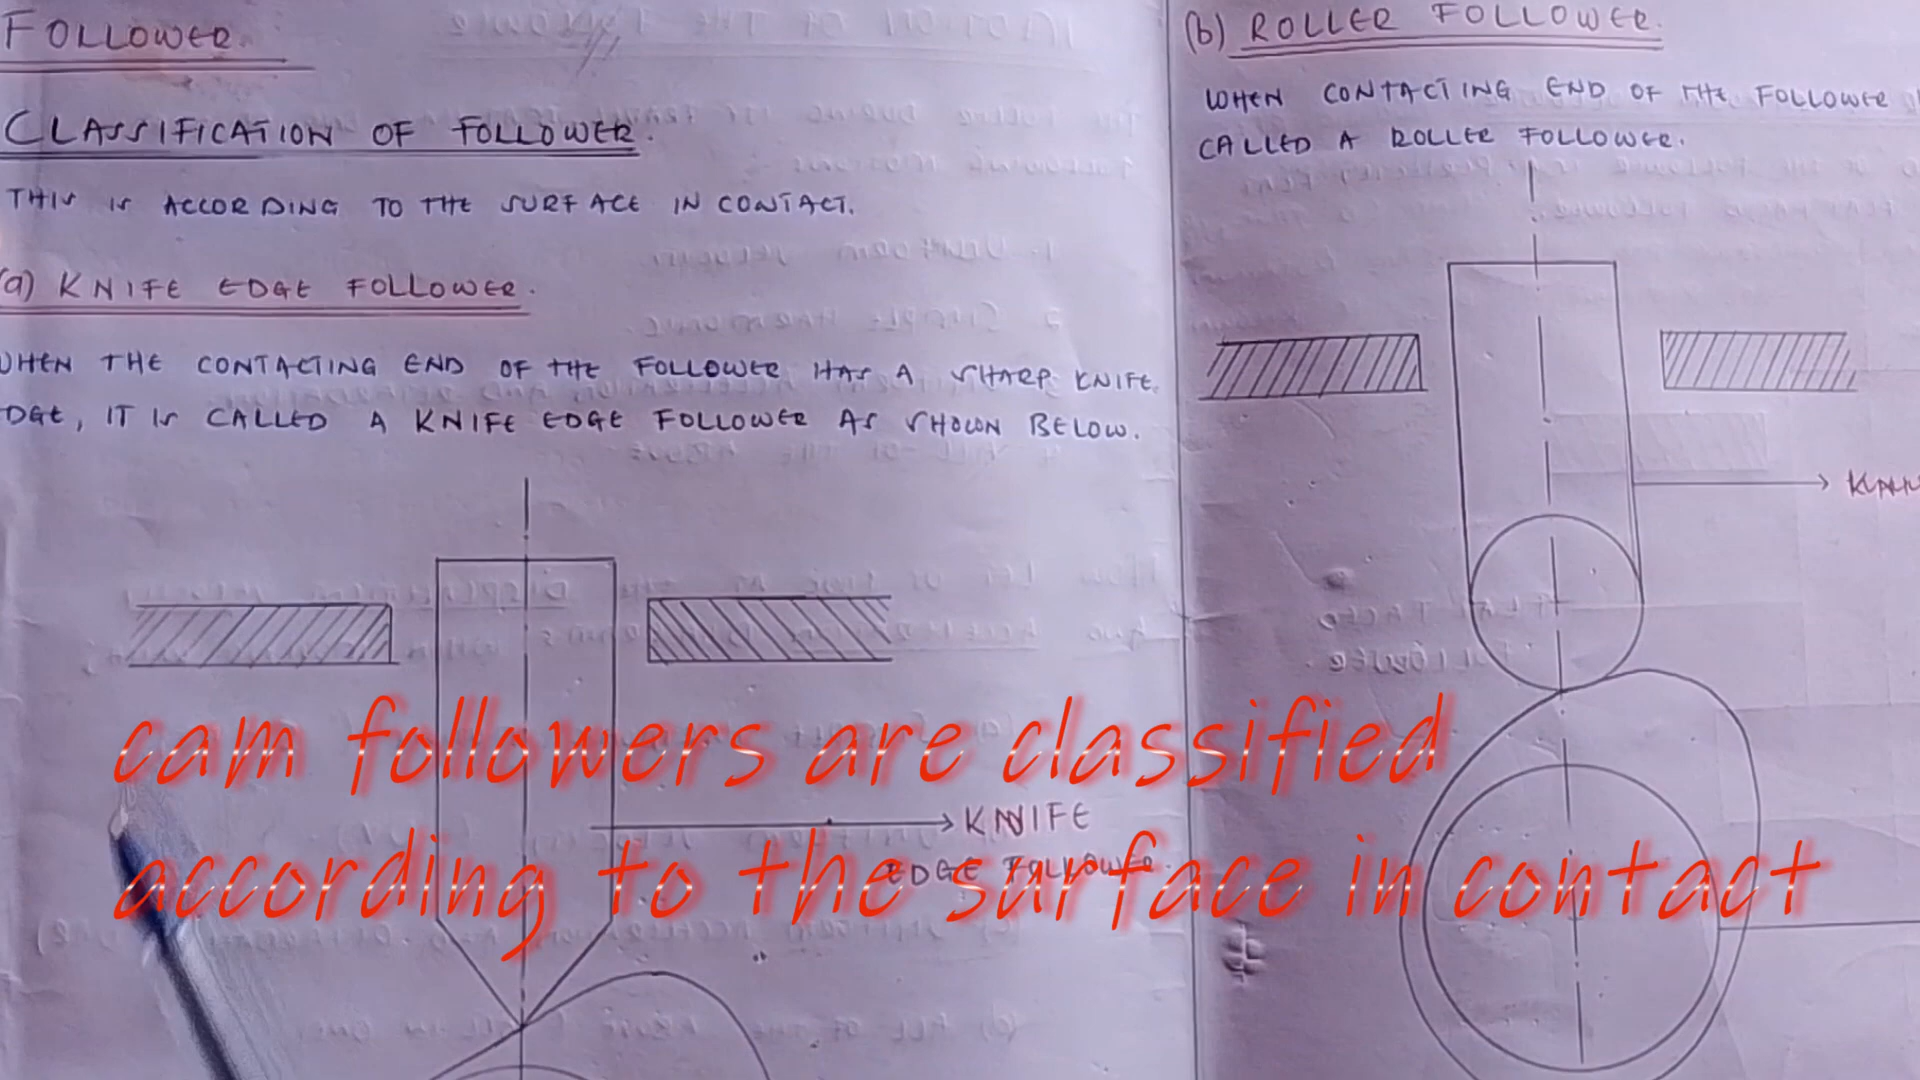 FOLLOWER.
CLASSIFICATION OF FOLLOWER.
THIS IS ACCORDING TO THE SURFACE IN CONTACT.
(a) KNIFE EDGE FOLLOWER.
WHEN THE CONTACTING END OF THE FOLLOWER HAS A SHARP KNIFE
DGE, IT IS CALLED A KNIFE EDGE FOLLOWER AS SHOWN BELOW.
KNIFE
EDGE FOLLOWER.
(b) ROLLER FOLLOWER.
WHEN CONTACTING END OF THE FOLLOWER
CALLED A ROLLER FOLLOWER.
cam followers are classified
according to the surface in contact